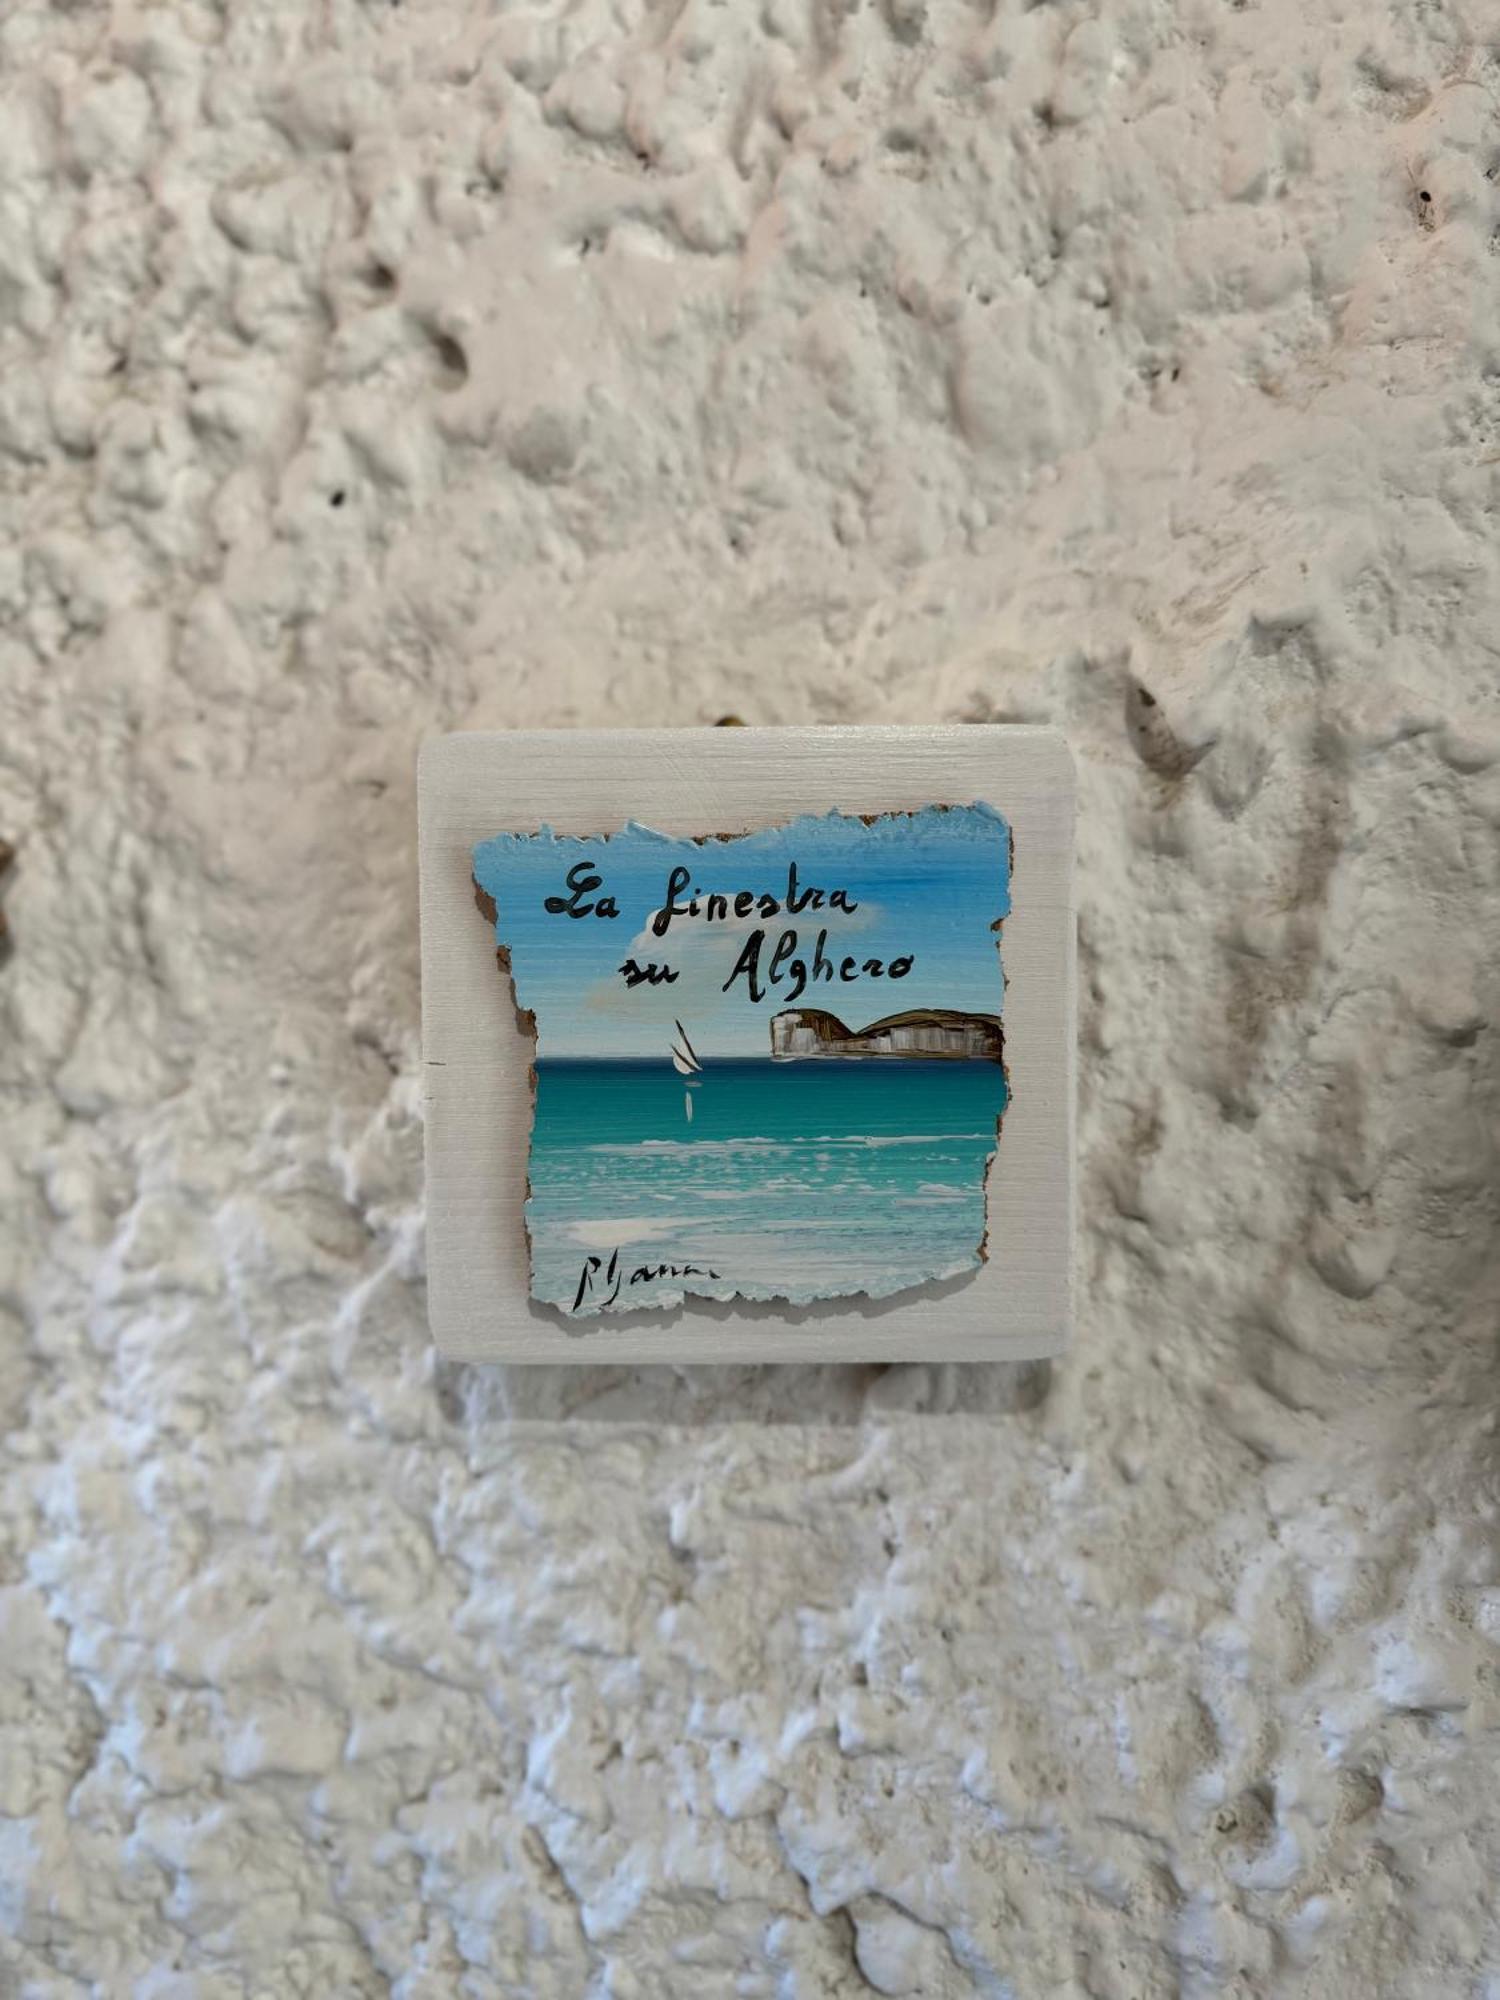 La finestra
su Alghero